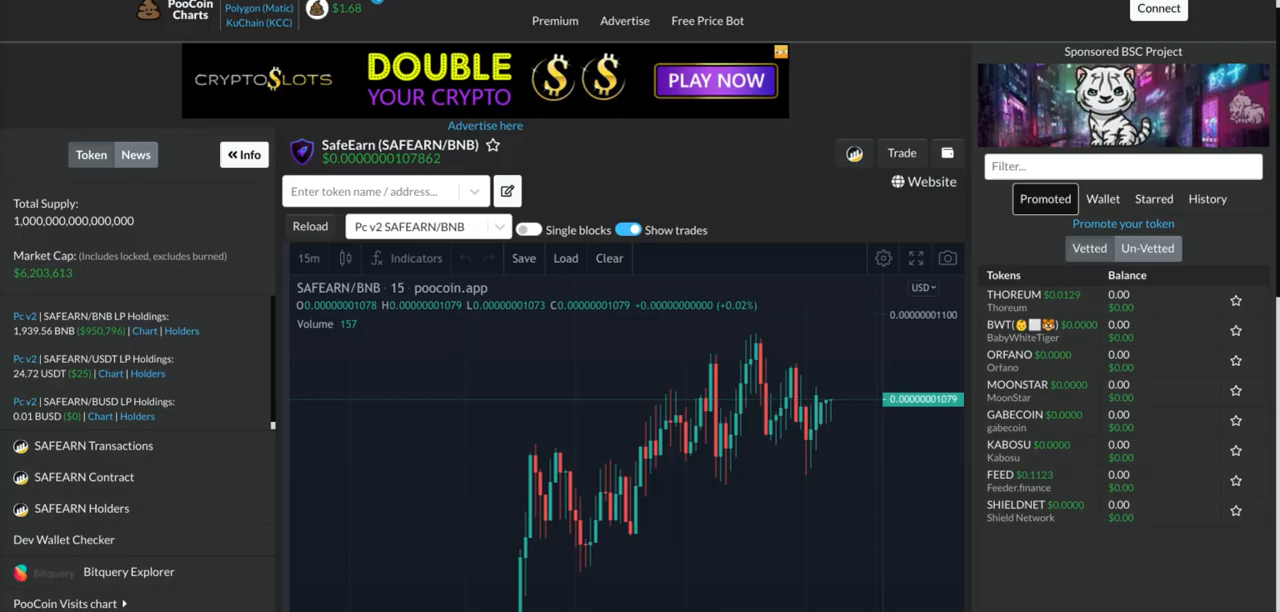 PooCoin
Charts
Polygon (Matic)
KuChain (KCC)
$1.68
Premium
Advertise
Free Price Bot
Connect
CRYPTO$LOTS
DOUBLE
YOUR CRYPTO
PLAY NOW
Advertise here
Token
News
Info
Total Supply:
1,000,000,000,000,000
Market Cap: (Includes locked, excludes burned)
$6,203,613
Pc v2 | SAFEARN/BNB LP Holdings:
1,939.56 BNB ($950,796) | Chart | Holders
Pc v2 | SAFEARN/USDT LP Holdings:
24.72 USDT ($25) | Chart | Holders
Pc v2 | SAFEARN/BUSD LP Holdings:
0.01 BUSD ($0) | Chart | Holders
SAFEARN Transactions
SAFEARN Contract
SAFEARN Holders
Dev Wallet Checker
Bitquery Bitquery Explorer
PooCoin Visits chart
SafeEarn (SAFEARN/BNB)
$0.0000000107862
Trade
Website
Enter token name / address...
Reload
Pc v2 SAFEARN/BNB
Single blocks
Show trades
15m
Indicators
Save
Load
Clear
SAFEARN/BNB · 15 · poocoin.app
O0.00000001078 H0.00000001079 L0.00000001073 C0.00000001079 +0.00000000000 (+0.02%)
Volume 157
USD
0.00000001100
0.00000001079
Sponsored BSC Project
Filter...
Promoted
Wallet
Starred
History
Promote your token
Vetted
Un-Vetted
Tokens Balance
THOREUM $0.0129 0.00
Thoreum $0.00
BWT(👶⬜🐯) $0.0000 0.00
BabyWhiteTiger $0.00
ORFANO $0.0000 0.00
Orfano $0.00
MOONSTAR $0.0000 0.00
MoonStar $0.00
GABECOIN $0.0000 0.00
gabecoin $0.00
KABOSU $0.0000 0.00
Kabosu $0.00
FEED $0.1123 0.00
Feeder.finance $0.00
SHIELDNET $0.0000 0.00
Shield Network $0.00